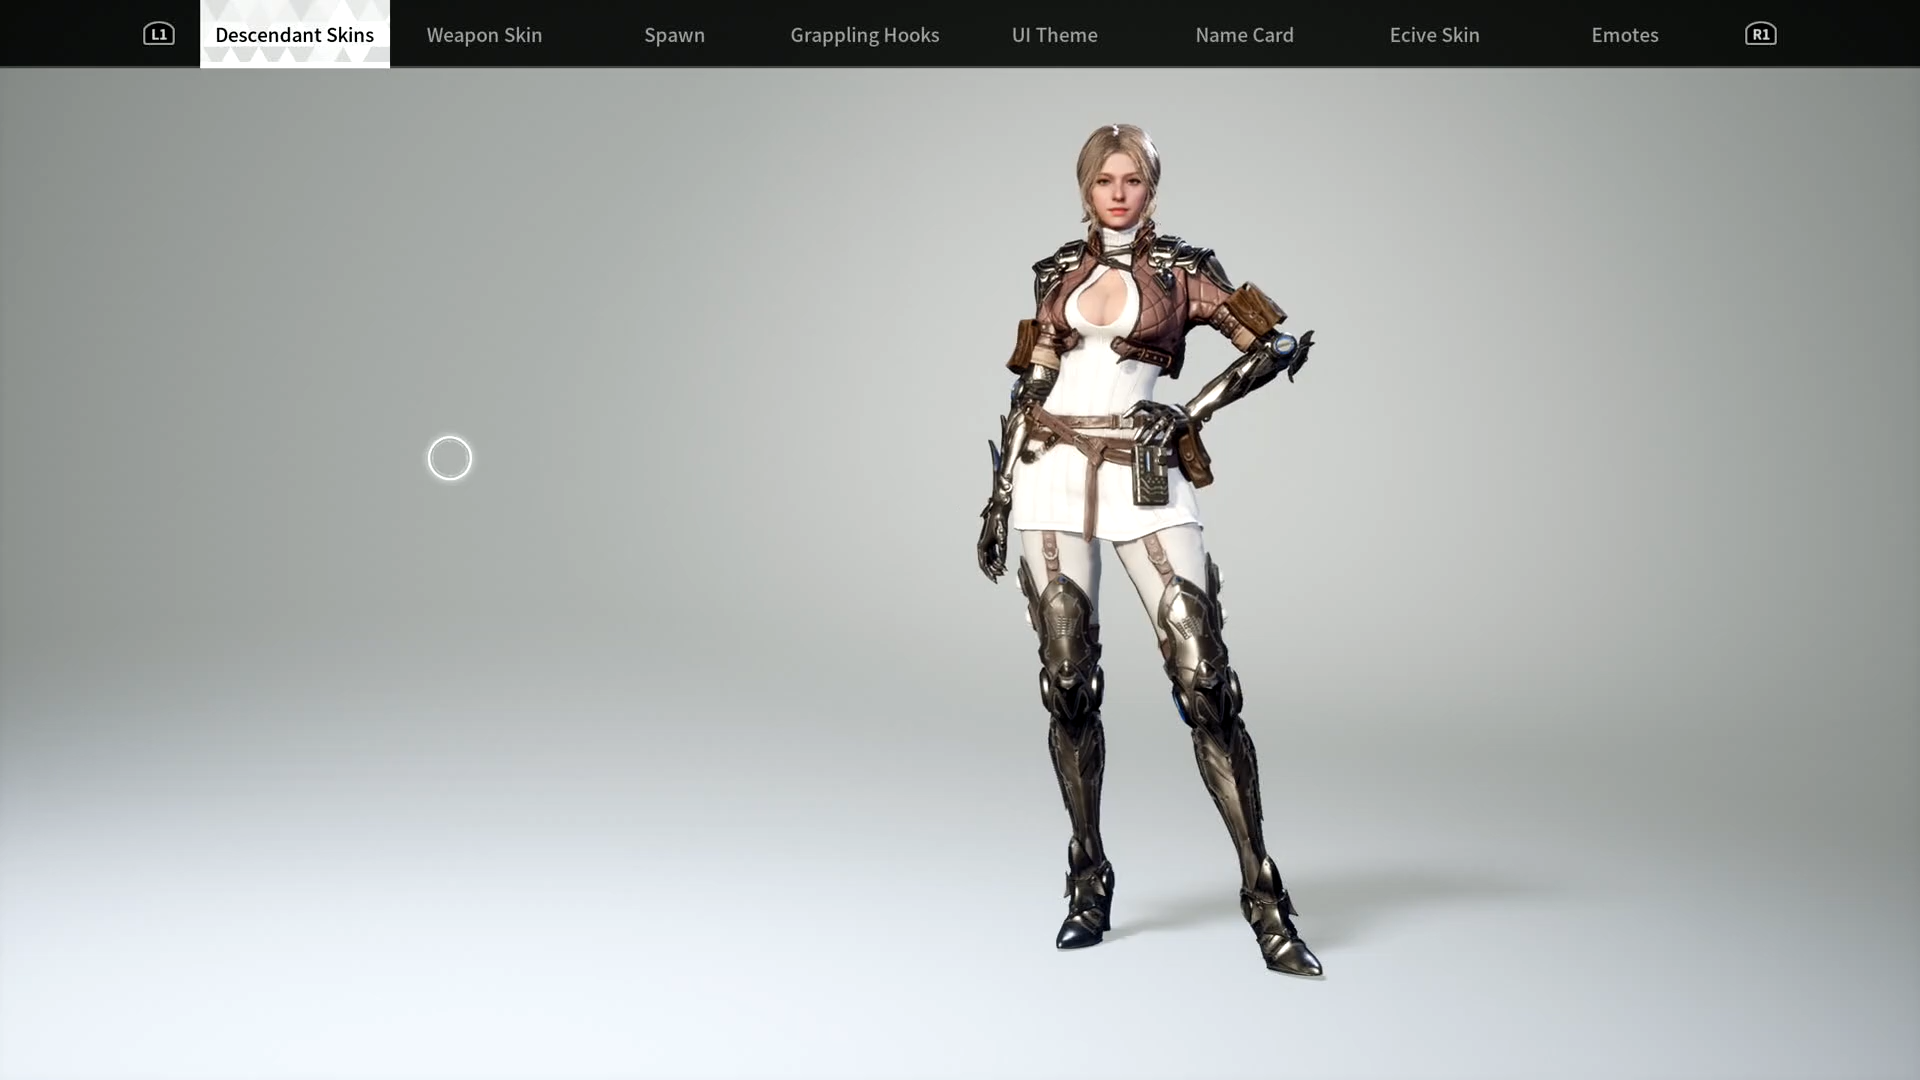 L1
Descendant Skins
Weapon Skin
Spawn
Grappling Hooks
UI Theme
Name Card
Ecive Skin
Emotes
R1